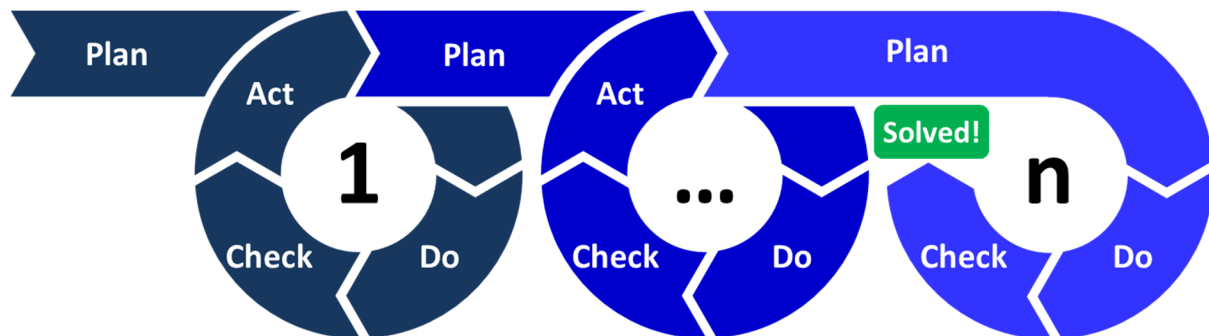 Plan
Plan
Plan
Act
Act
Solved!
1
...
n
Check
Do
Check
Do
Check
Do